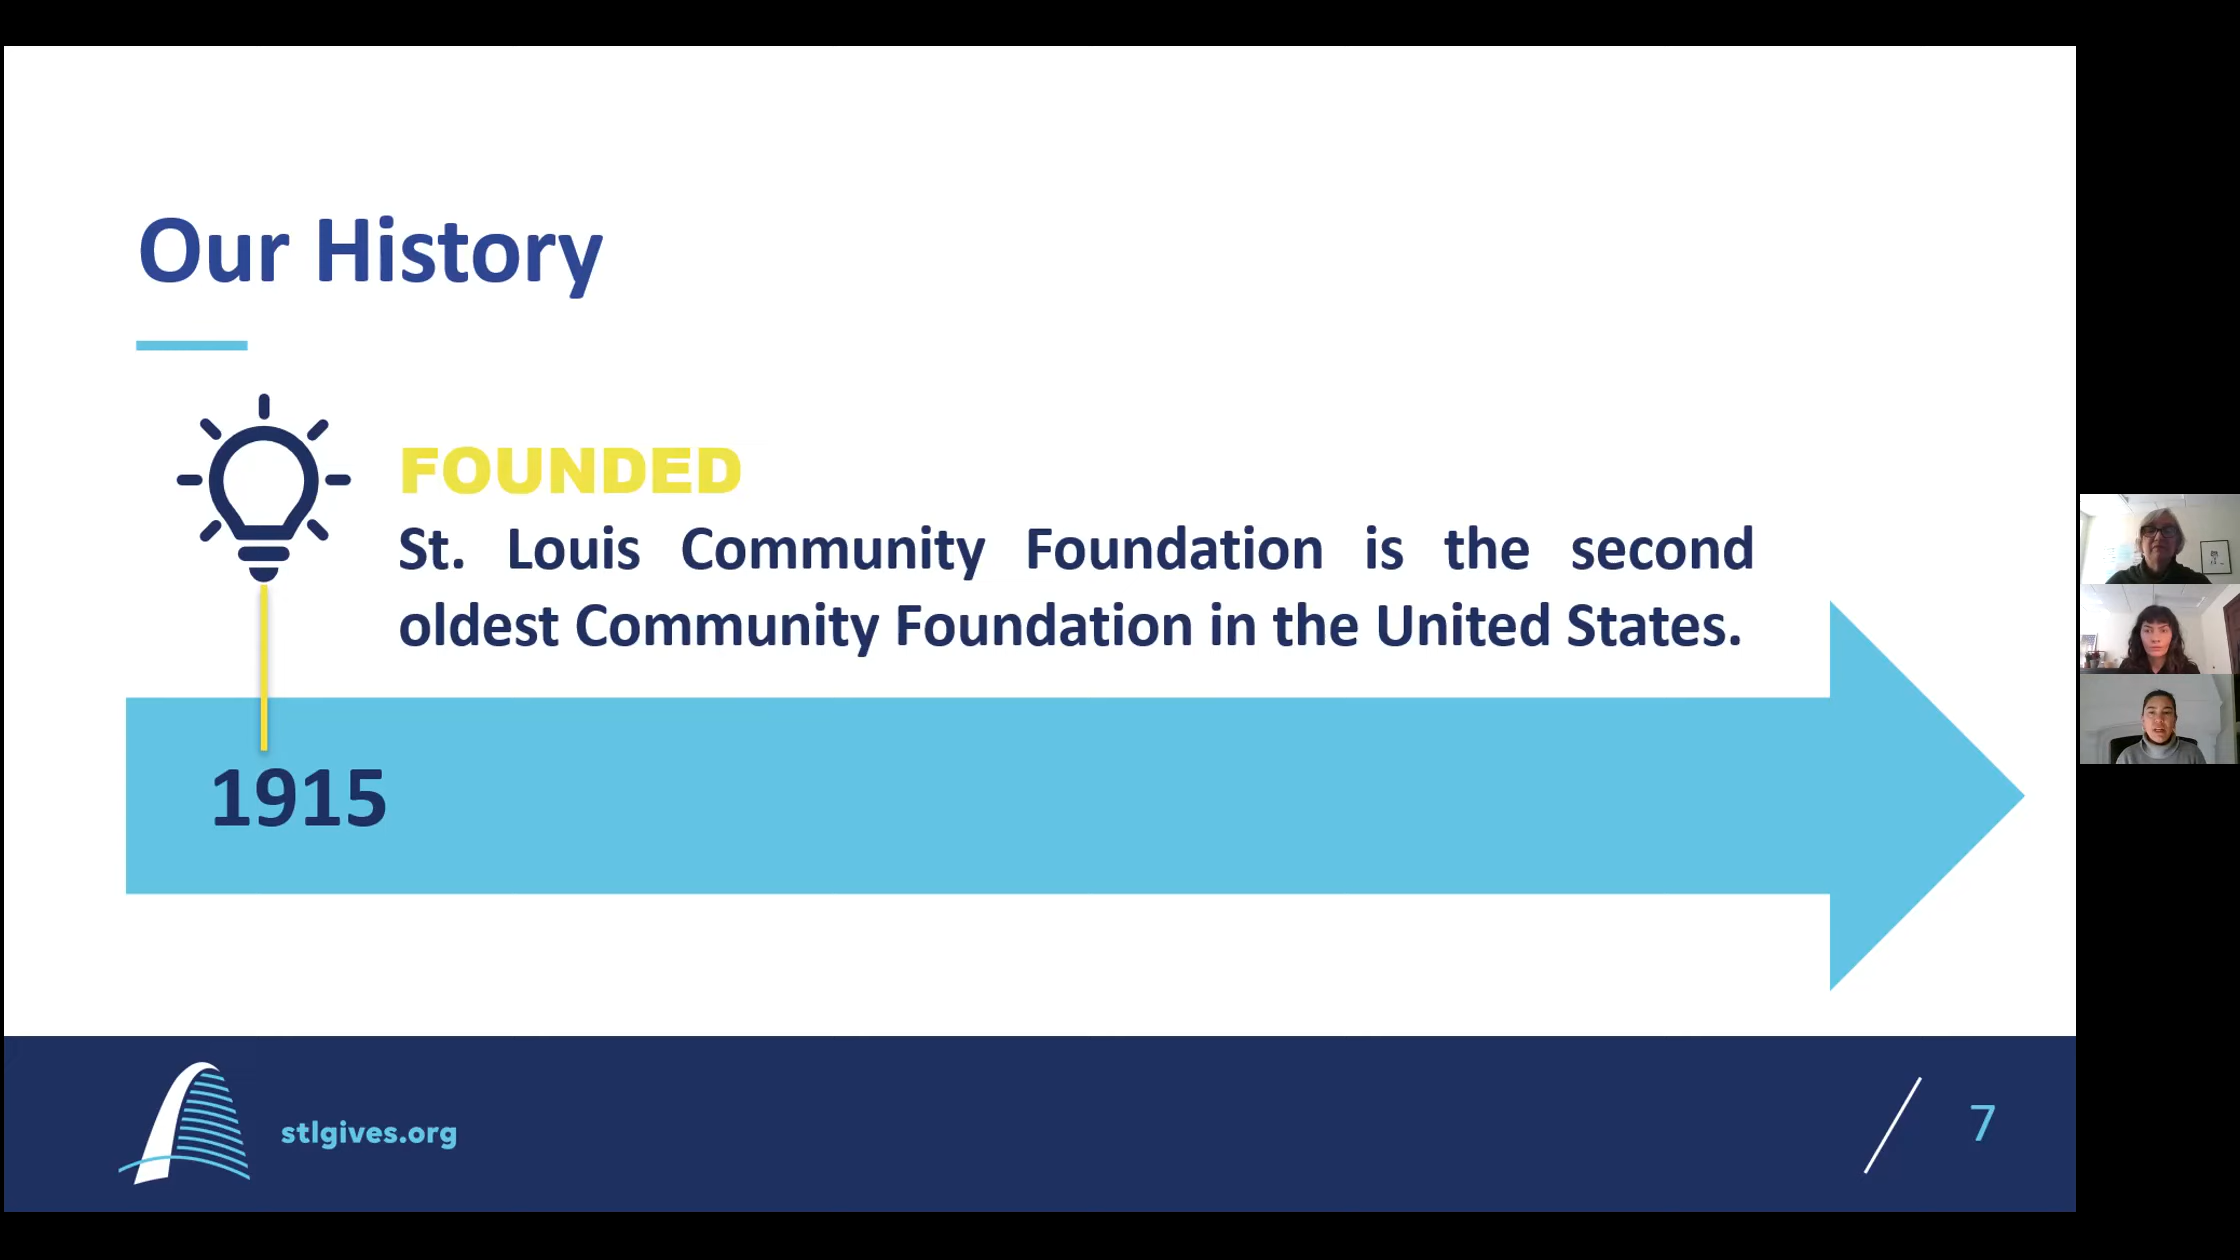 Our History
FOUNDED
St. Louis Community Foundation is the second
oldest Community Foundation in the United States.
1915
stlgives.org
7